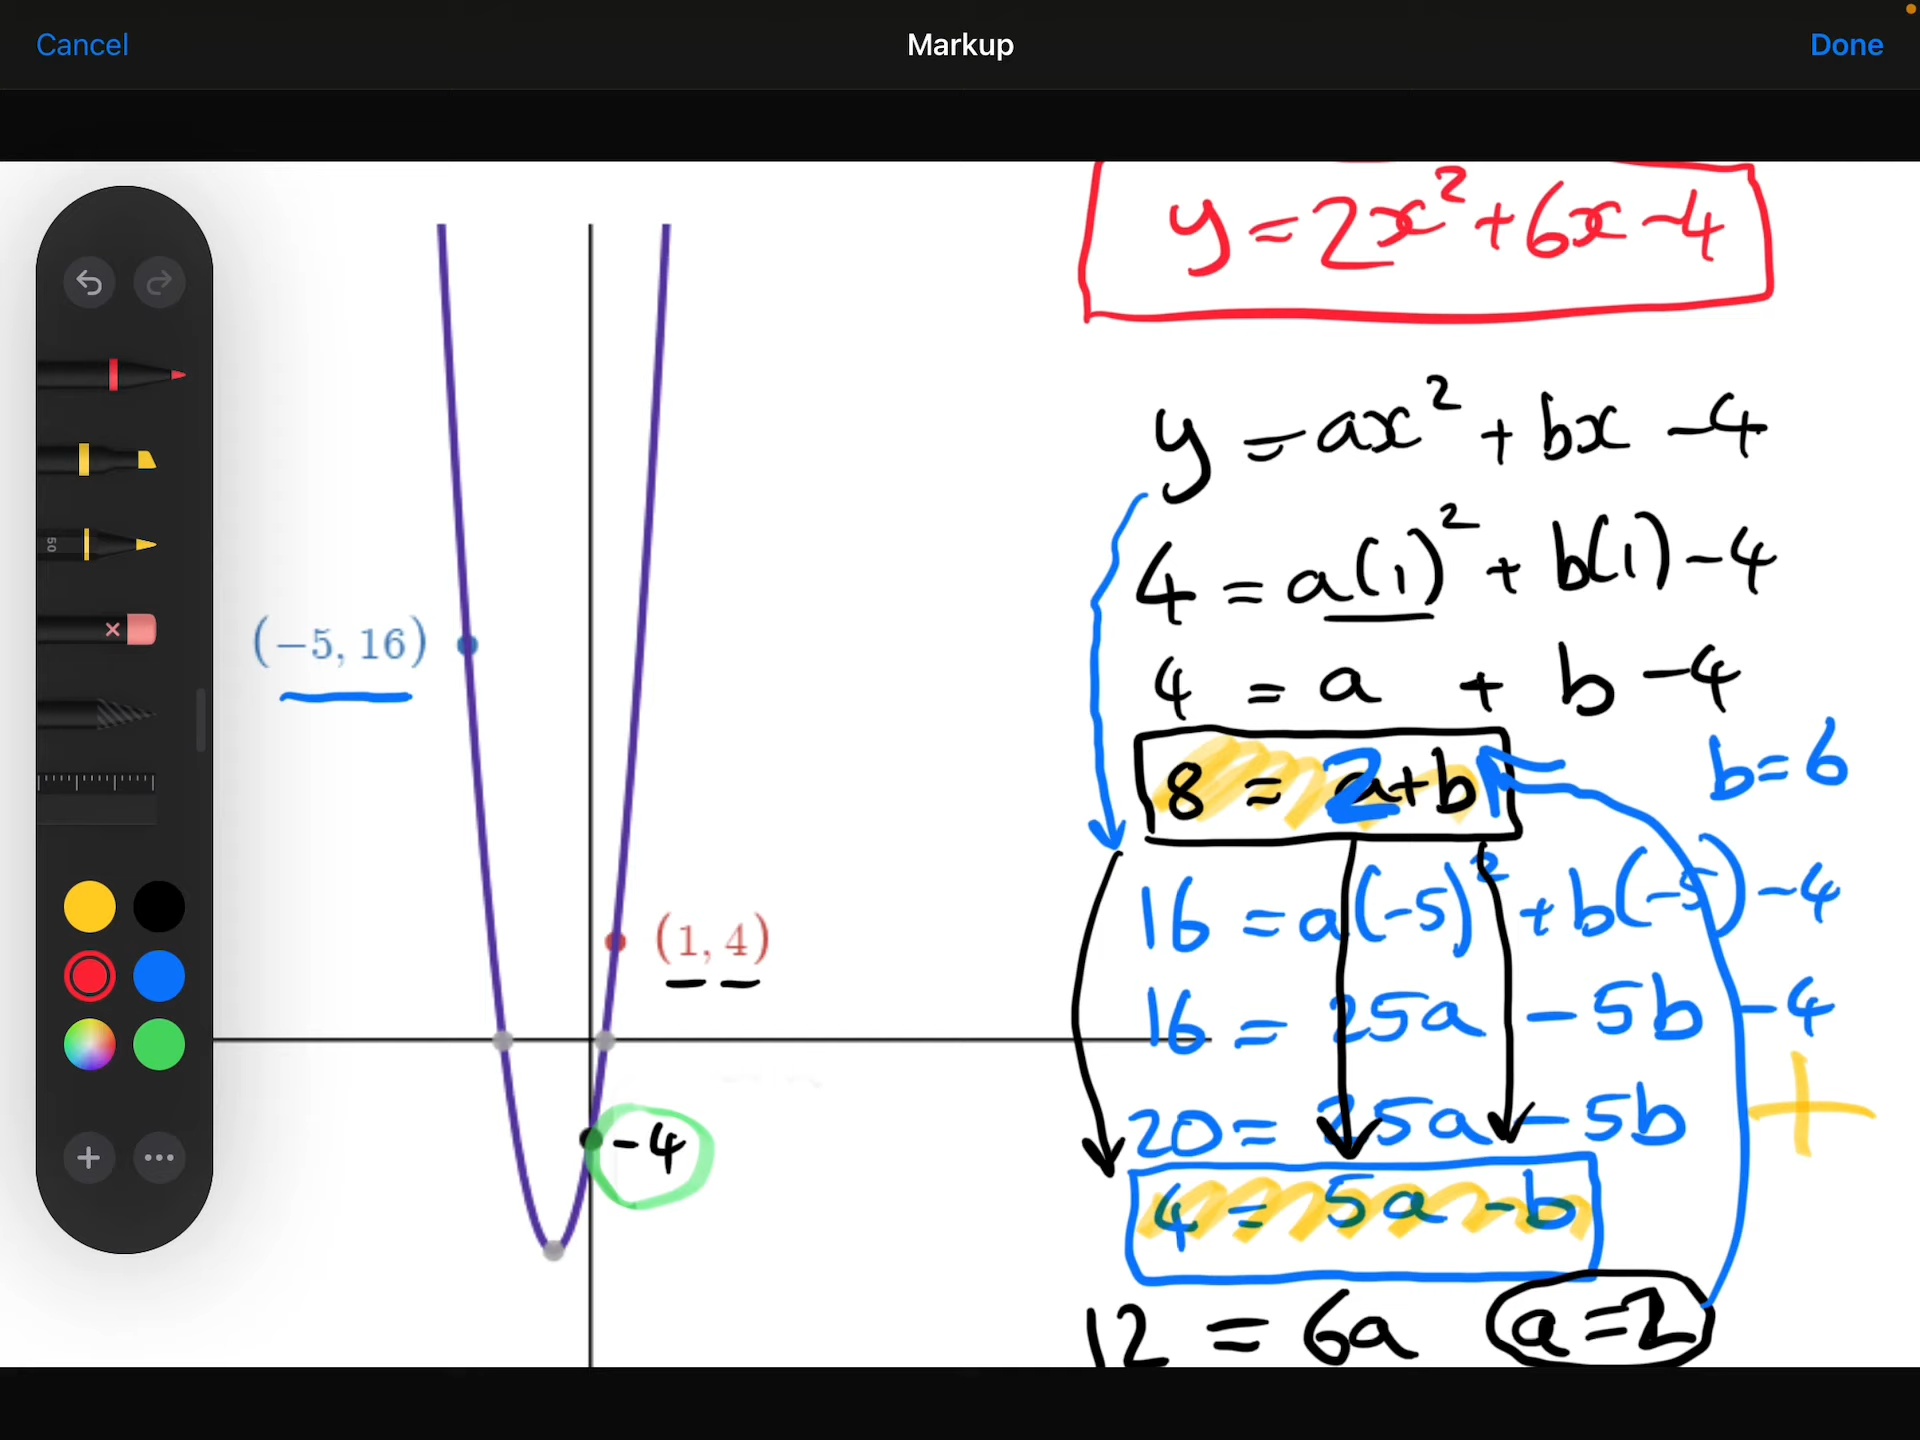 Cancel
Markup
Done
50
(−5, 16)
(1, 4)
-4
y=2x²+6x-4
y=ax²+bx-4
4=a(1)²+b(1)-4
4=a+b-4
8=2a+b
b=6
16=a(-5)²+b(-5)-4
16=25a-5b-4
+
20=25a-5b
4=5a-b
12=6a a=2